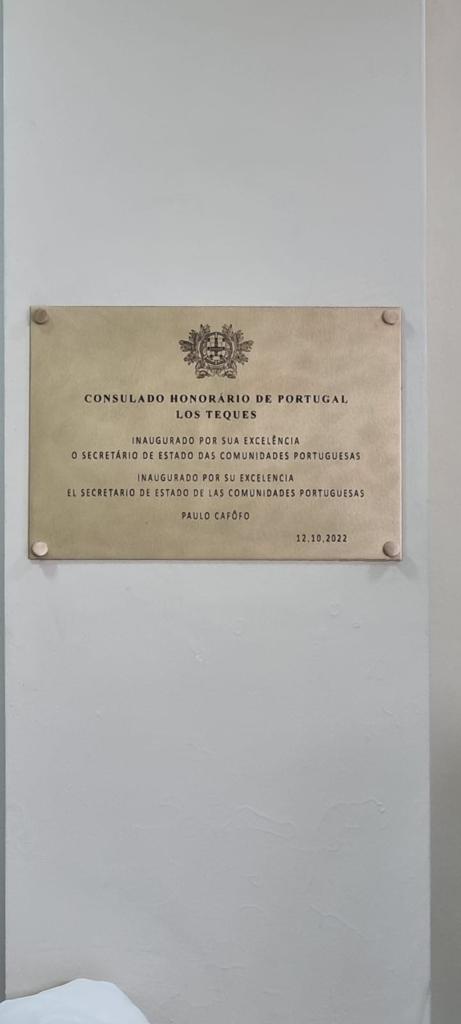 CONSULADO HONORÁRIO DE PORTUGAL
LOS TEQUES
INAUGURADO POR SUA EXCELÊNCIA
O SECRETÁRIO DE ESTADO DAS COMUNIDADES PORTUGUESAS
INAUGURADO POR SU EXCELENCIA
EL SECRETARIO DE ESTADO DE LAS COMUNIDADES PORTUGUESAS
PAULO CAFÔFO
12.10.2022